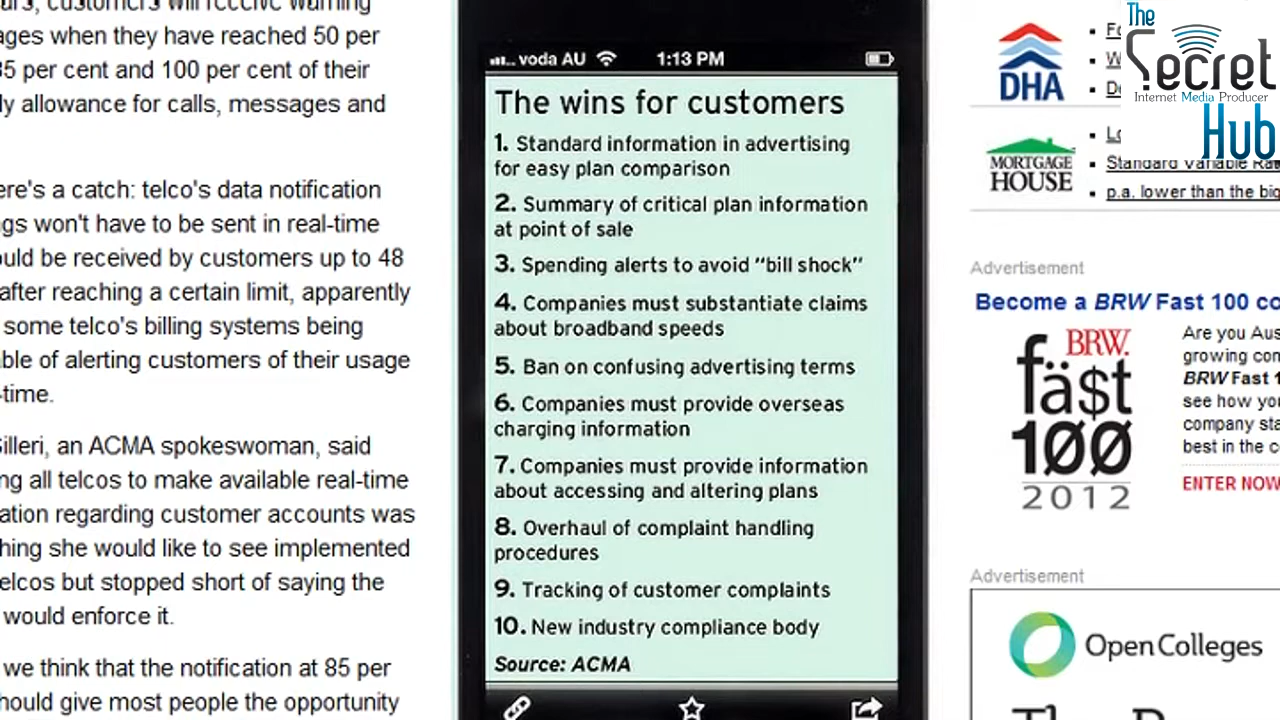 customers will receive warning
ages when they have reached 50 per
85 per cent and 100 per cent of their
ly allowance for calls, messages and
ere's a catch: telco's data notification
gs won't have to be sent in real-time
ould be received by customers up to 48
after reaching a certain limit, apparently
some telco's billing systems being
able of alerting customers of their usage
-time.
Silleri, an ACMA spokeswoman, said
ng all telcos to make available real-time
ation regarding customer accounts was
thing she would like to see implemented
elcos but stopped short of saying the
would enforce it.
we think that the notification at 85 per
hould give most people the opportunity
voda AU 1:13 PM
The wins for customers
1. Standard information in advertising
for easy plan comparison
2. Summary of critical plan information
at point of sale
3. Spending alerts to avoid "bill shock"
4. Companies must substantiate claims
about broadband speeds
5. Ban on confusing advertising terms
6. Companies must provide overseas
charging information
7. Companies must provide information
about accessing and altering plans
8. Overhaul of complaint handling
procedures
9. Tracking of customer complaints
10. New industry compliance body
Source: ACMA
The
Secret
Internet Media Producer
Hub
DHA
MORTGAGE
HOUSE
Standard Variable Rat
p.a. lower than the big
Advertisement
Become a BRW Fast 100 co
BRW.
fa$t
100
2012
Are you Aus
growing com
BRW Fast 1
see how you
company sta
best in the c
ENTER NOW
Advertisement
Open Colleges